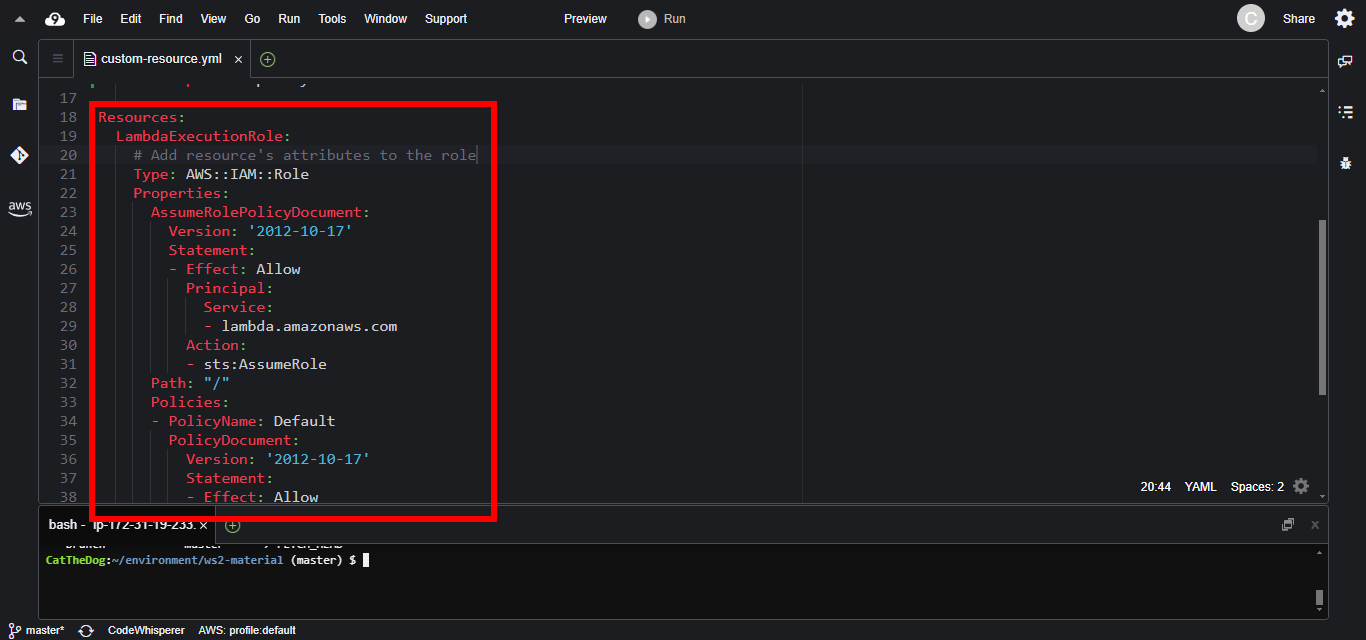 File Edit Find View Go Run Tools Window Support Preview Run C Share
custom-resource.yml ×
17
18 Resources:
19 LambdaExecutionRole:
20 # Add resource's attributes to the role
21 Type: AWS::IAM::Role
22 Properties:
23 AssumeRolePolicyDocument:
24 Version: '2012-10-17'
25 Statement:
26 - Effect: Allow
27 Principal:
28 Service:
29 - lambda.amazonaws.com
30 Action:
31 - sts:AssumeRole
32 Path: "/"
33 Policies:
34 - PolicyName: Default
35 PolicyDocument:
36 Version: '2012-10-17'
37 Statement:
38 - Effect: Allow
aws
20:44 YAML Spaces: 2
bash - "ip-172-31-19-233. ×
CatTheDog:~/environment/ws2-material (master) $
master* CodeWhisperer AWS: profile:default